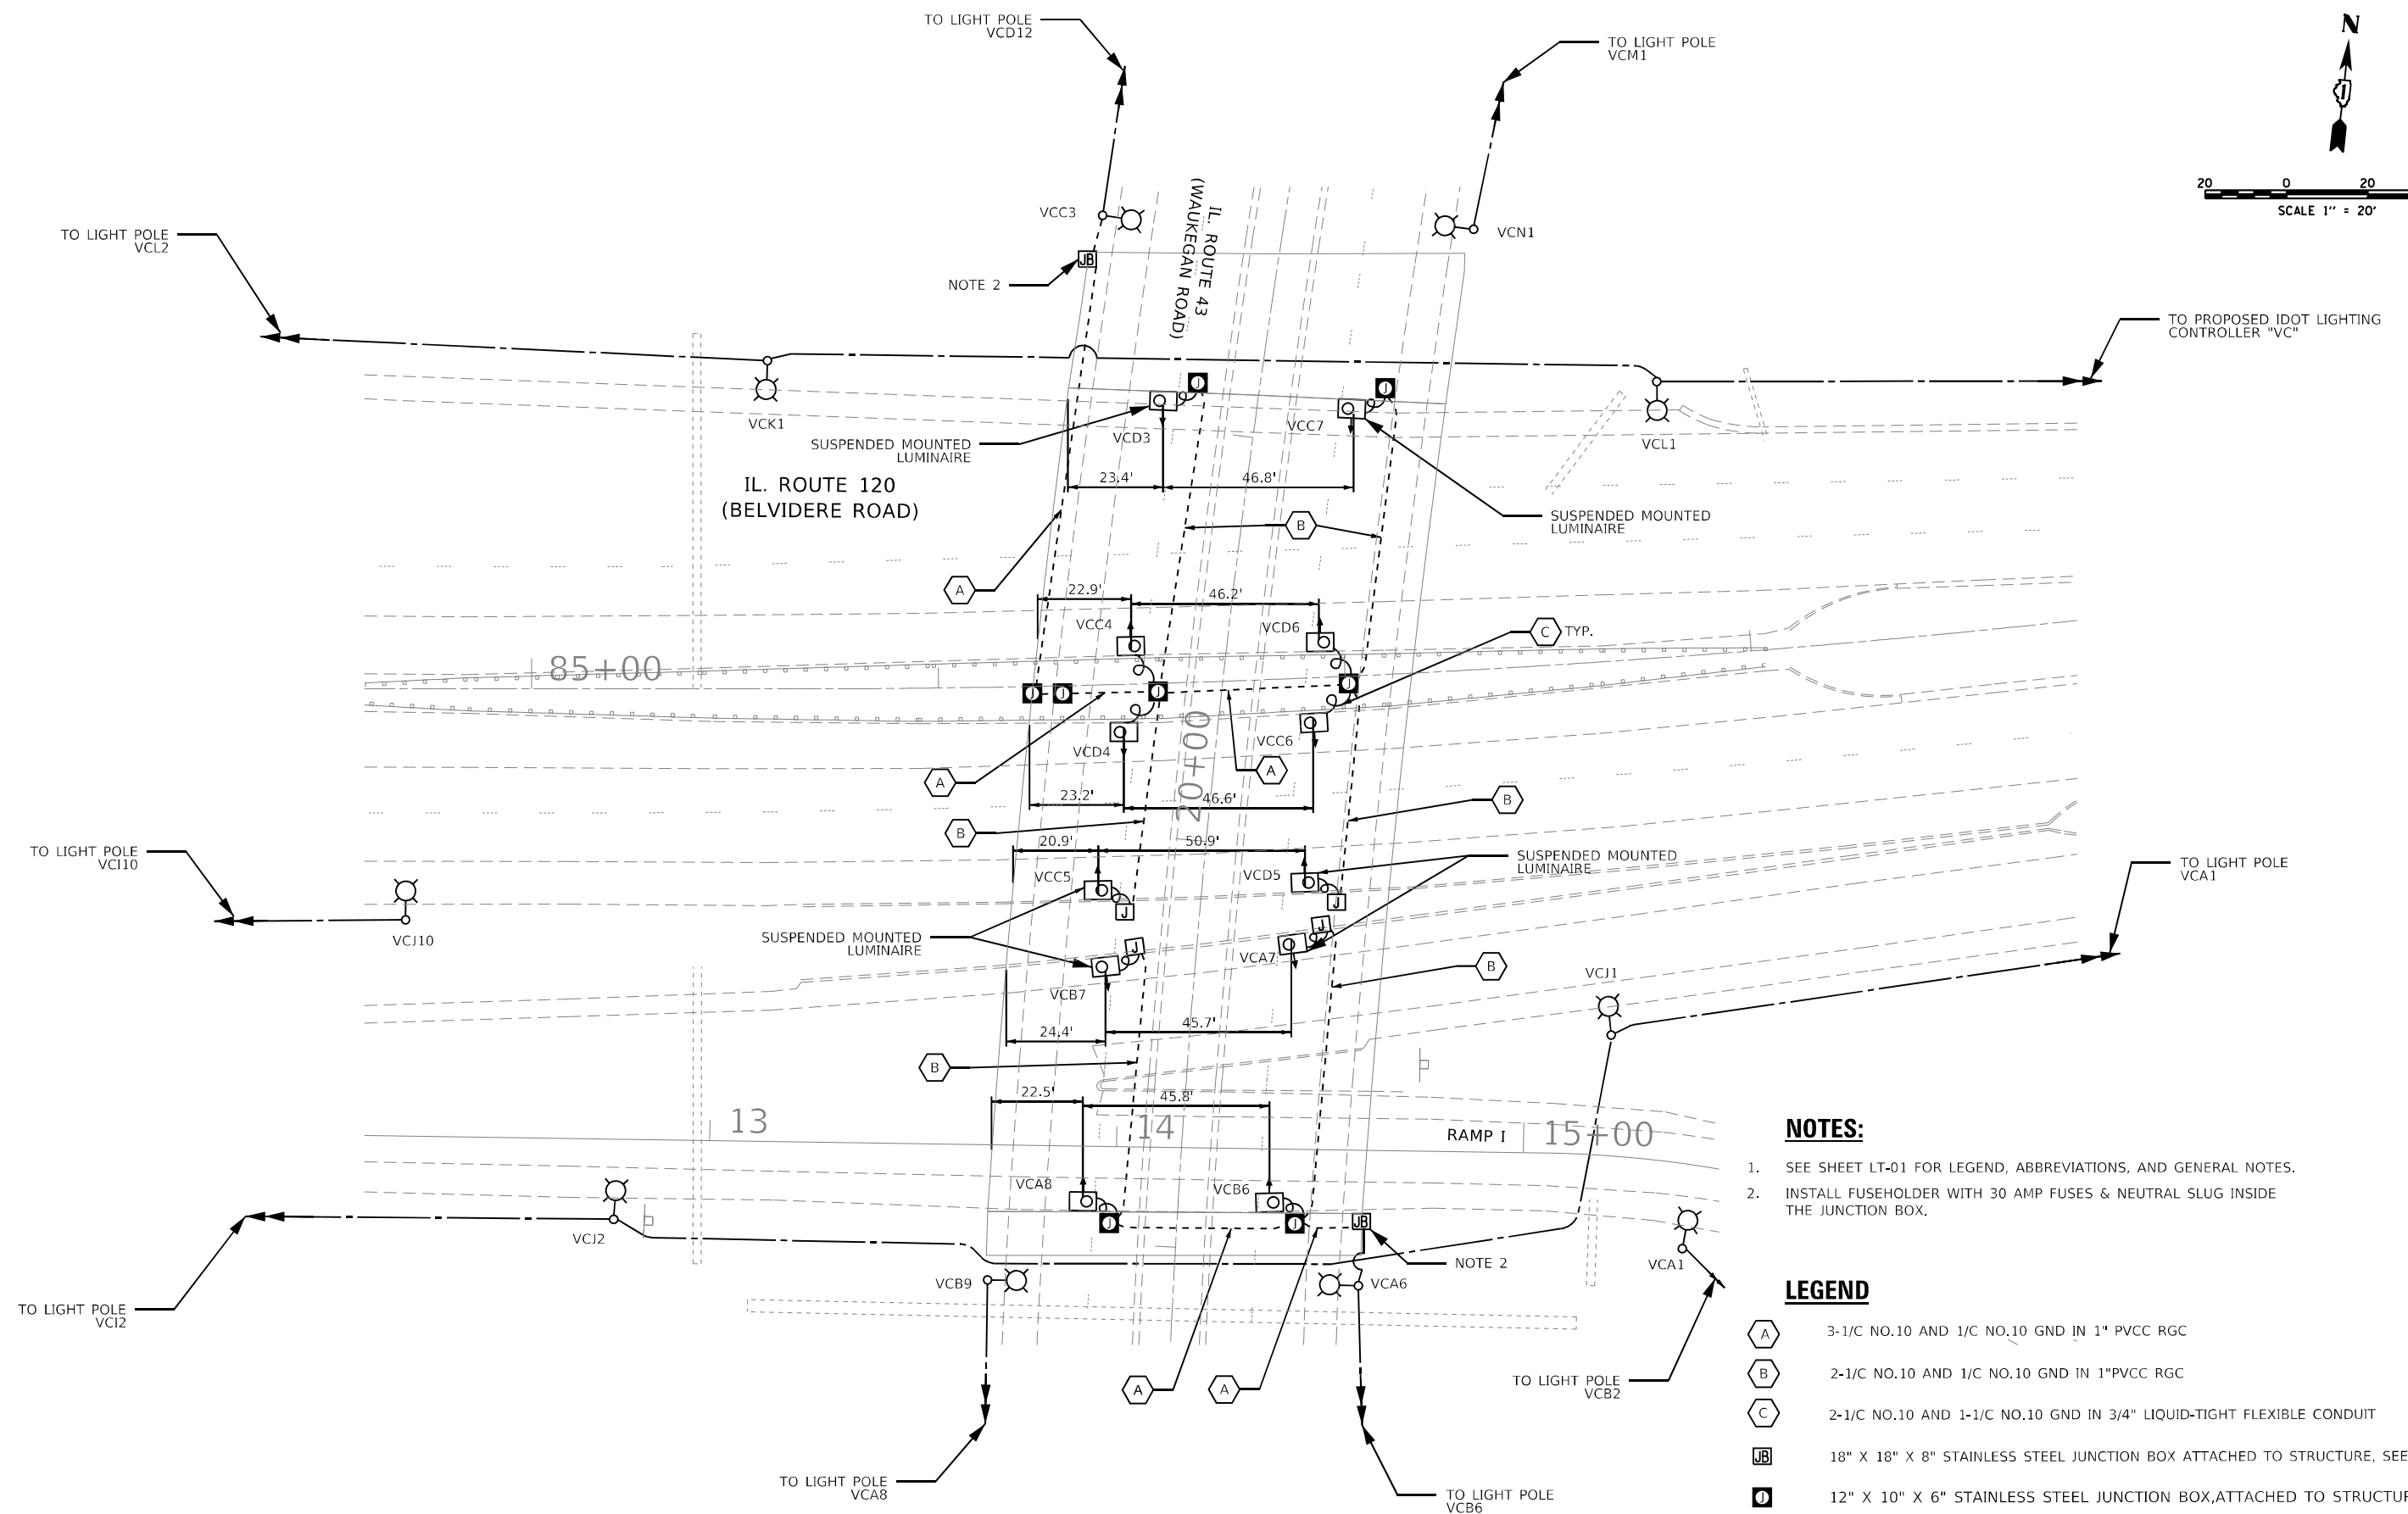 TO LIGHT POLE
VCD12
TO LIGHT POLE
VCM1
N
20 0 20
SCALE 1'' = 20'
VCC3
VCN1
IL. ROUTE 43
(WAUKEGAN ROAD)
TO LIGHT POLE
VCL2
JB
NOTE 2
TO PROPOSED IDOT LIGHTING
CONTROLLER "VC"
VCK1
J
J
VCD3
VCC7
VCL1
SUSPENDED MOUNTED
LUMINAIRE
23.4'
46.8'
IL. ROUTE 120
(BELVIDERE ROAD)
SUSPENDED MOUNTED
LUMINAIRE
B
A
22.9'
46.2'
VCC4
VCD6
C TYP.
85+00
J
J
J
J
VCD4
VCC6
20+00
A
A
23.2'
46.6'
B
B
20.9'
50.9'
TO LIGHT POLE
VCI10
SUSPENDED MOUNTED
LUMINAIRE
TO LIGHT POLE
VCA1
VCC5
VCD5
J
J
VCJ10
SUSPENDED MOUNTED
LUMINAIRE
J
J
VCA7
B
VCJ1
VCB7
24.4'
45.7'
B
22.5'
45.8'
13
14
RAMP I
15+00
NOTES:
1. SEE SHEET LT-01 FOR LEGEND, ABBREVIATIONS, AND GENERAL NOTES.
2. INSTALL FUSEHOLDER WITH 30 AMP FUSES & NEUTRAL SLUG INSIDE
THE JUNCTION BOX.
VCA8
VCB6
J
J
JB
VCJ2
NOTE 2
VCA1
VCB9
VCA6
TO LIGHT POLE
VCI2
LEGEND
A 3-1/C NO.10 AND 1/C NO.10 GND IN 1" PVCC RGC
B 2-1/C NO.10 AND 1/C NO.10 GND IN 1"PVCC RGC
C 2-1/C NO.10 AND 1-1/C NO.10 GND IN 3/4" LIQUID-TIGHT FLEXIBLE CONDUIT
JB 18" X 18" X 8" STAINLESS STEEL JUNCTION BOX ATTACHED TO STRUCTURE, SEE
J 12" X 10" X 6" STAINLESS STEEL JUNCTION BOX,ATTACHED TO STRUCTU
A
A
TO LIGHT POLE
VCB2
TO LIGHT POLE
VCA8
TO LIGHT POLE
VCB6